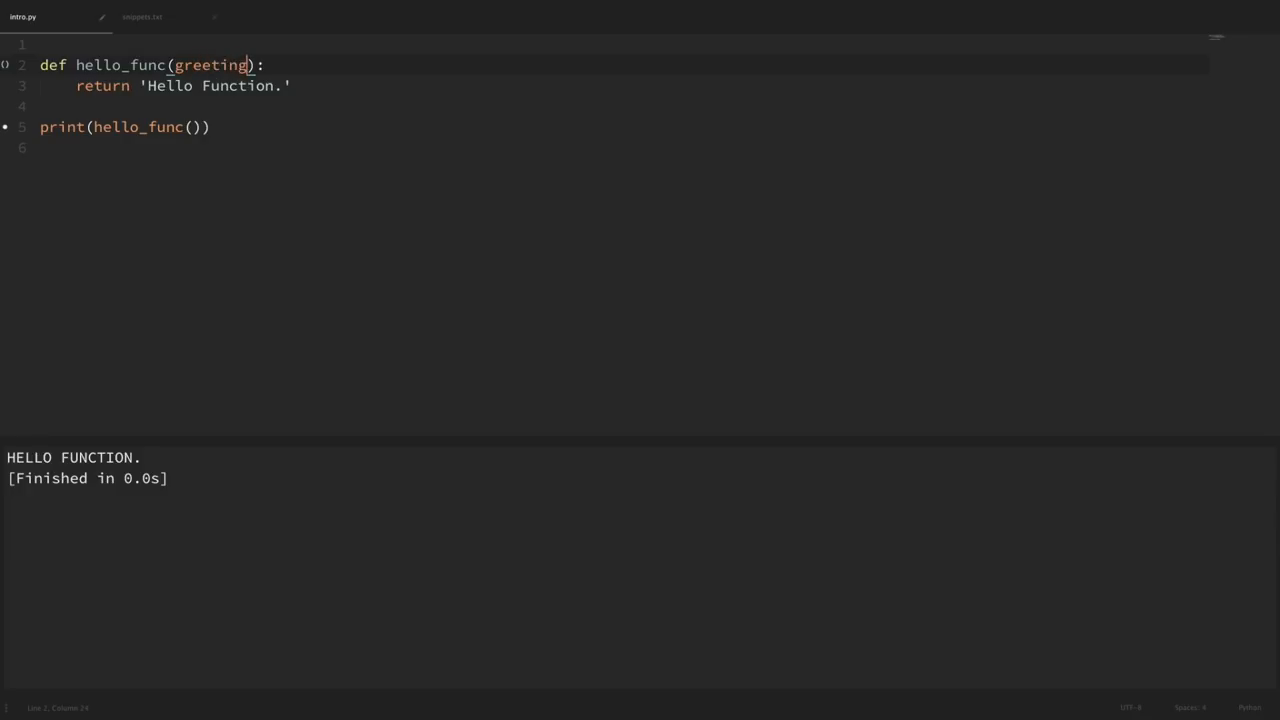 intro.py snippets.txt
1
2 def hello_func(greeting):
3 return 'Hello Function.'
4
5 print(hello_func())
6
HELLO FUNCTION.
[Finished in 0.0s]
Line 2, Column 24 UTF-8 Spaces: 4 Python